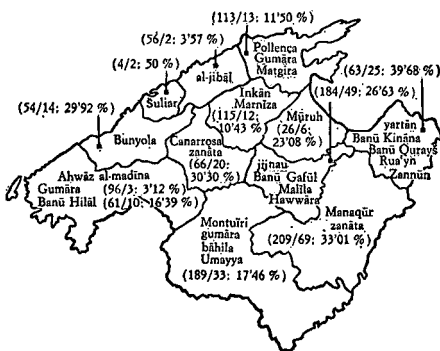 (113/13; 11'50 %)
(56/2; 3'57 %)
Pollença
Gumāra
Matgira
(4/2; 50 %)
al-jibāl
(63/25; 39'68 %)
(184/49; 26'63 %)
Sūliar
Inkān
Marnīza
(54/14; 29'92 %)
(115/12;
10'43 %)
Mūruh
(26/6;
23'08 %)
yartān
Banū Kināna
Banū Qurayš
Rua'yn
Zannūn
Bunyola
Canarrosa
zanāta
(66/20;
30'30 %)
jijnau
Banū Gafūl
Malīla
Hawwāra
Ahwāz al-madīna
Gumāra (96/3; 3'12 %)
Banū Hilāl (61/10; 16'39 %)
Manaqūr
zanāta
(209/69; 33'01 %)
Montuïri
gumāra
bāhila
Umayya
(189/33; 17'46 %)